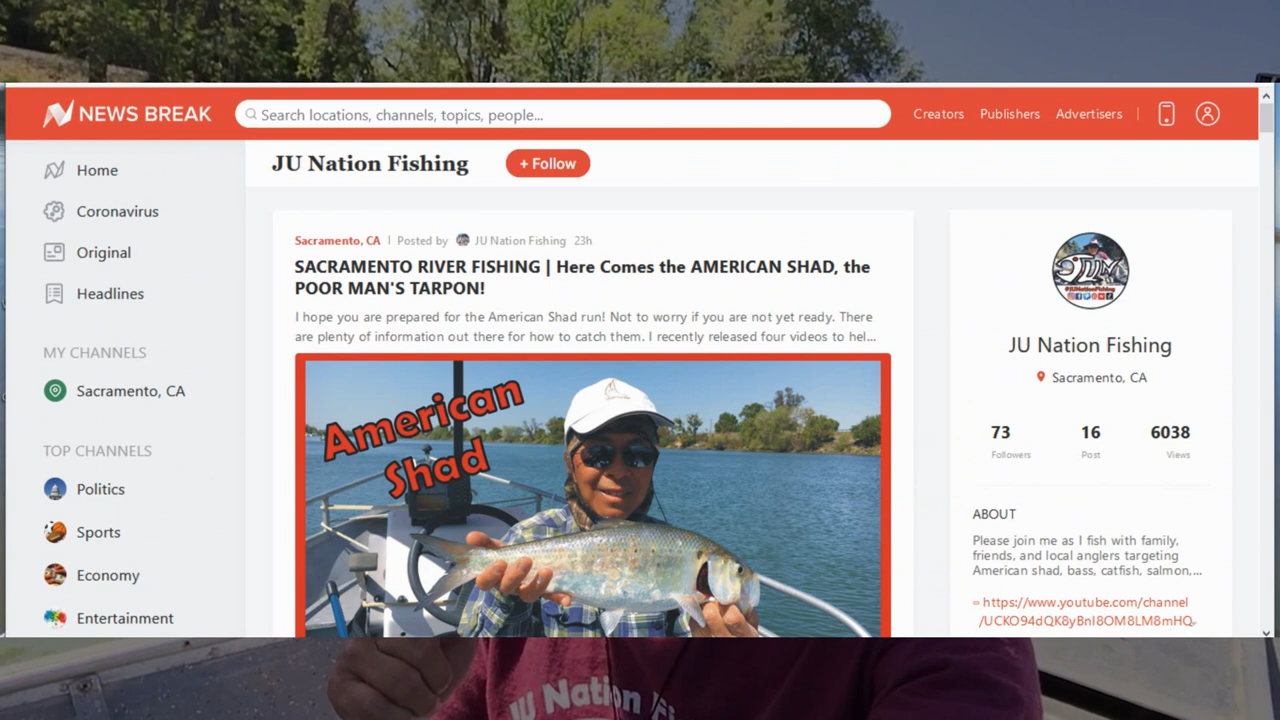 NEWS BREAK
Search locations, channels, topics, people...
Creators
Publishers
Advertisers
Home
Coronavirus
Original
Headlines
MY CHANNELS
Sacramento, CA
TOP CHANNELS
Politics
Sports
Economy
Entertainment
JU Nation Fishing
+ Follow
Sacramento, CA | Posted by JU Nation Fishing 23h
SACRAMENTO RIVER FISHING | Here Comes the AMERICAN SHAD, the
POOR MAN'S TARPON!
I hope you are prepared for the American Shad run! Not to worry if you are not yet ready. There
are plenty of information out there for how to catch them. I recently released four videos to hel...
American
Shad
JU Nation Fishing
Sacramento, CA
73 16 6038
Followers Post Views
ABOUT
Please join me as I fish with family,
friends, and local anglers targeting
American shad, bass, catfish, salmon,...
https://www.youtube.com/channel
/UCKO94dQK8yBnI8OM8LM8mHQ
JU Nation Fi